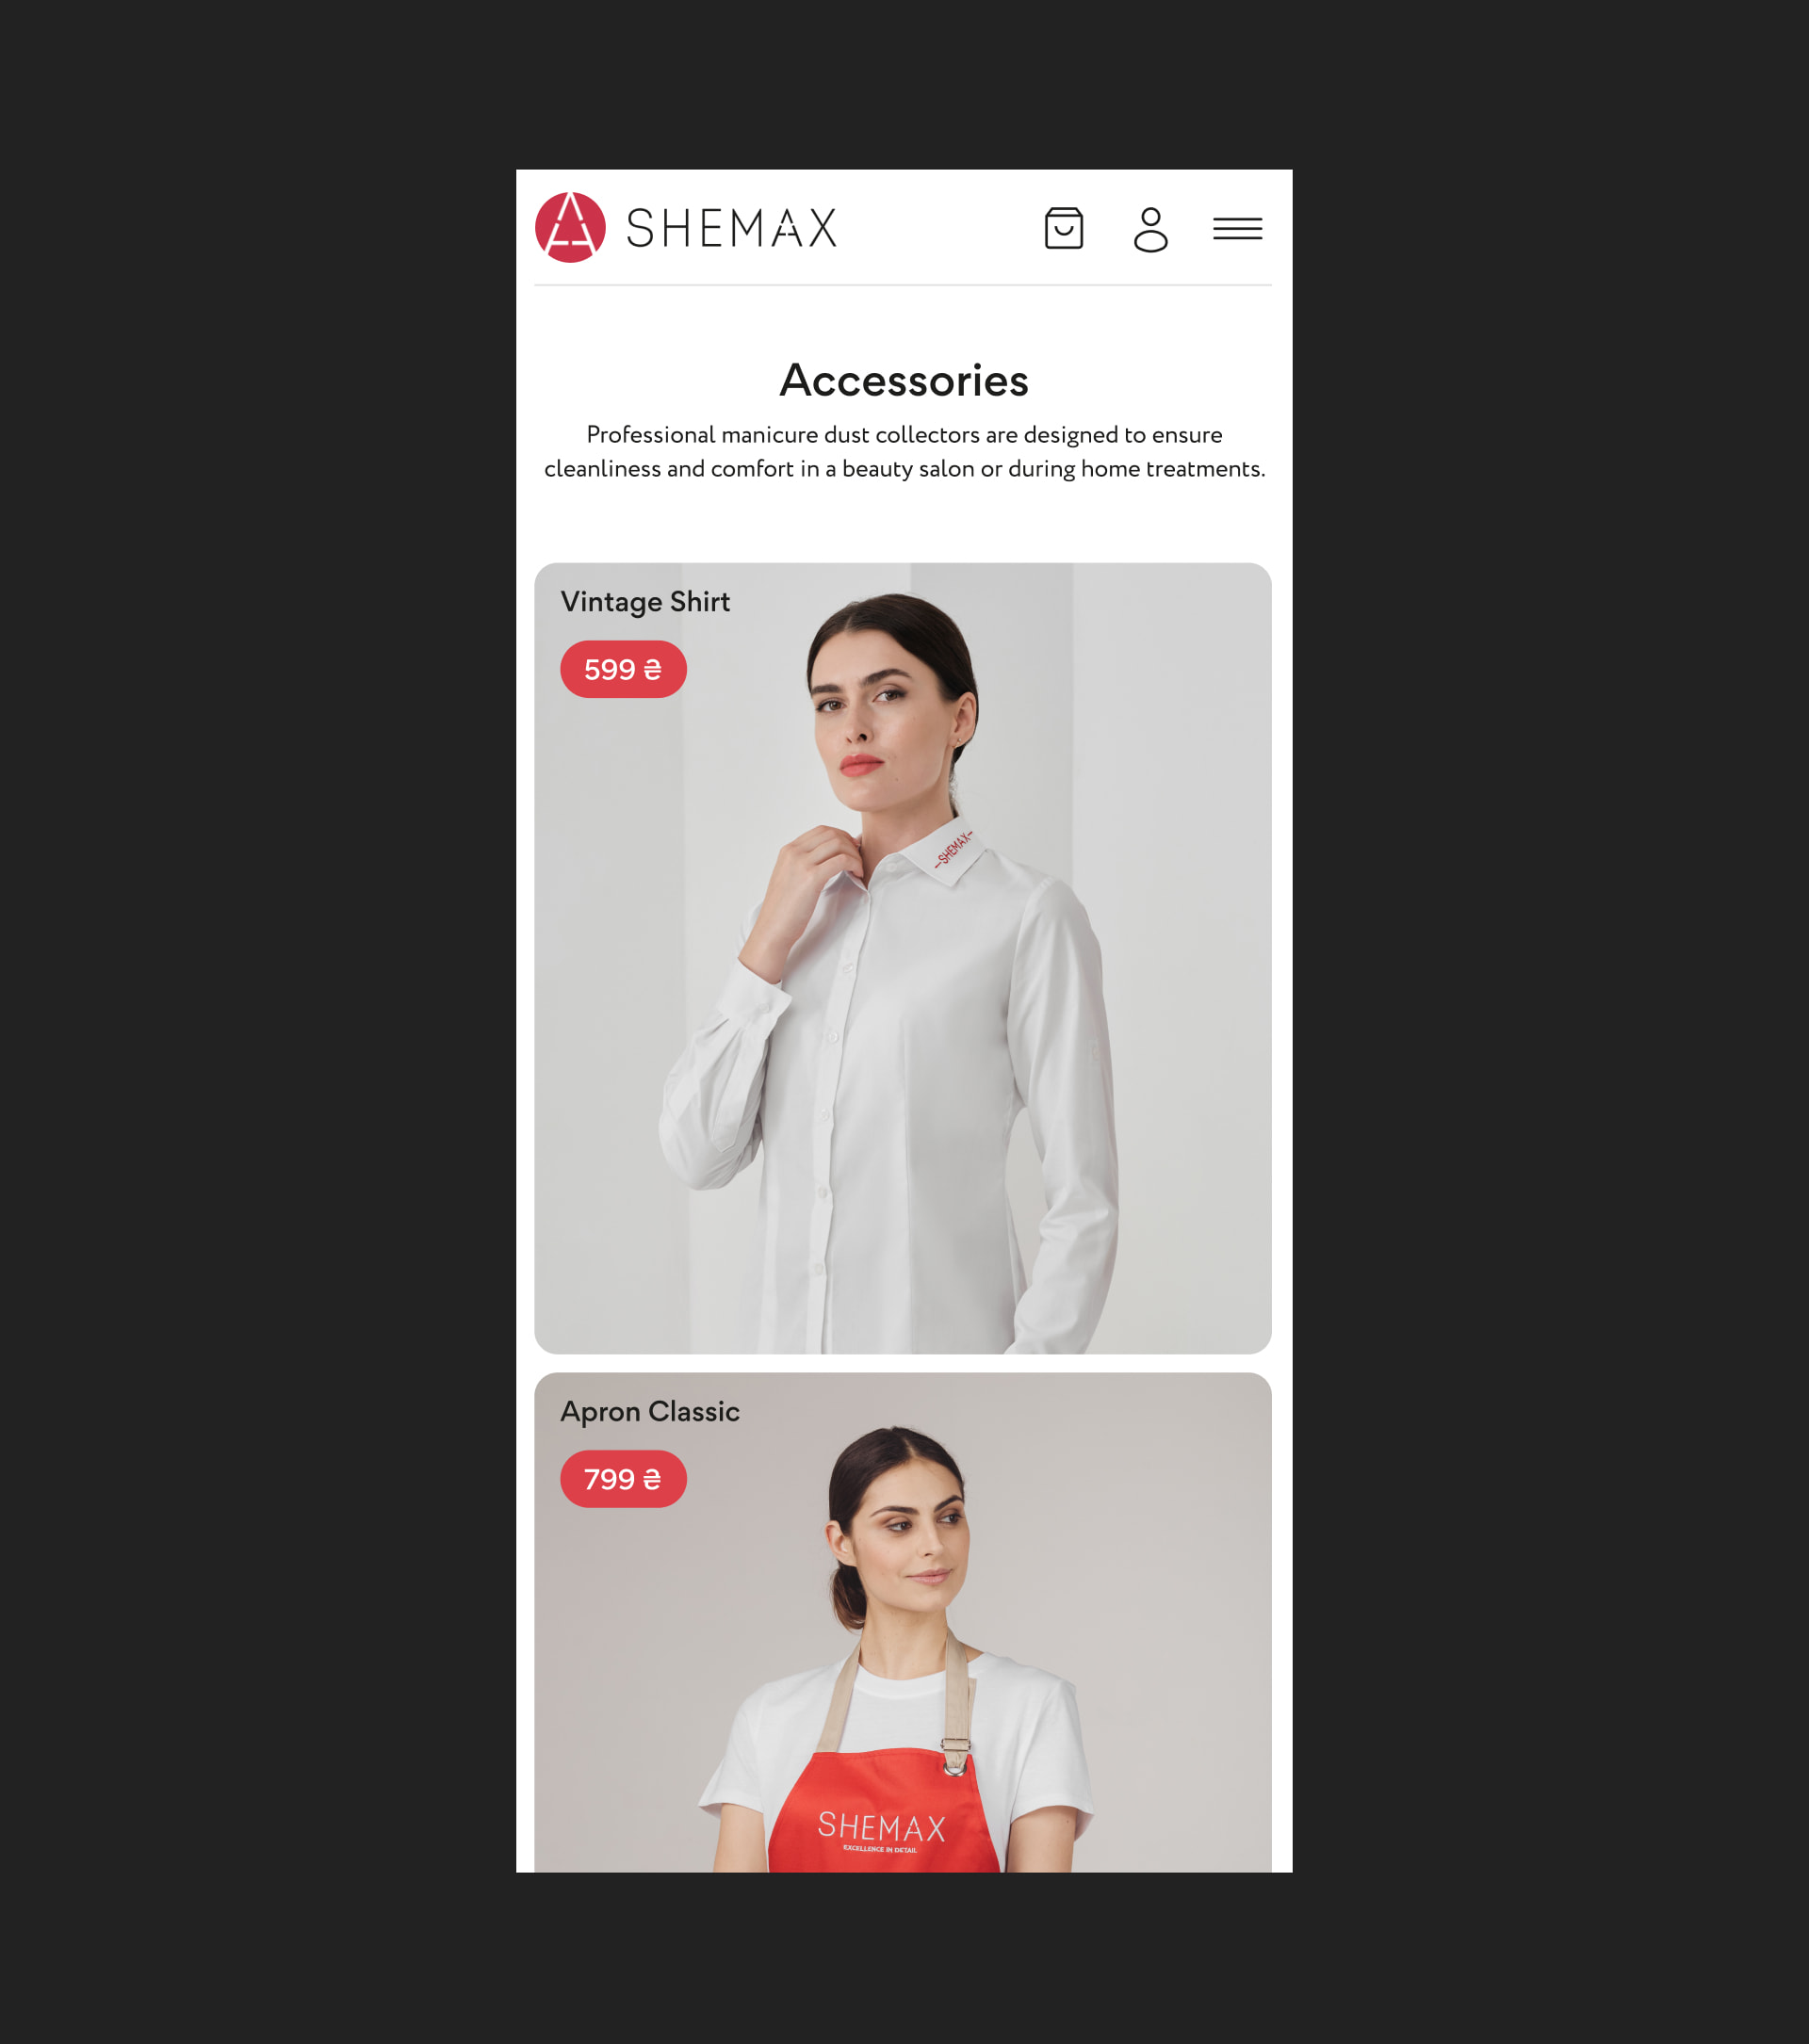 SHEMAX
Accessories
Professional manicure dust collectors are designed to ensure
cleanliness and comfort in a beauty salon or during home treatments.
Vintage Shirt
599 ₴
—SHEMAX—
Apron Classic
799 ₴
SHEMAX
EXCELLENCE IN DETAIL